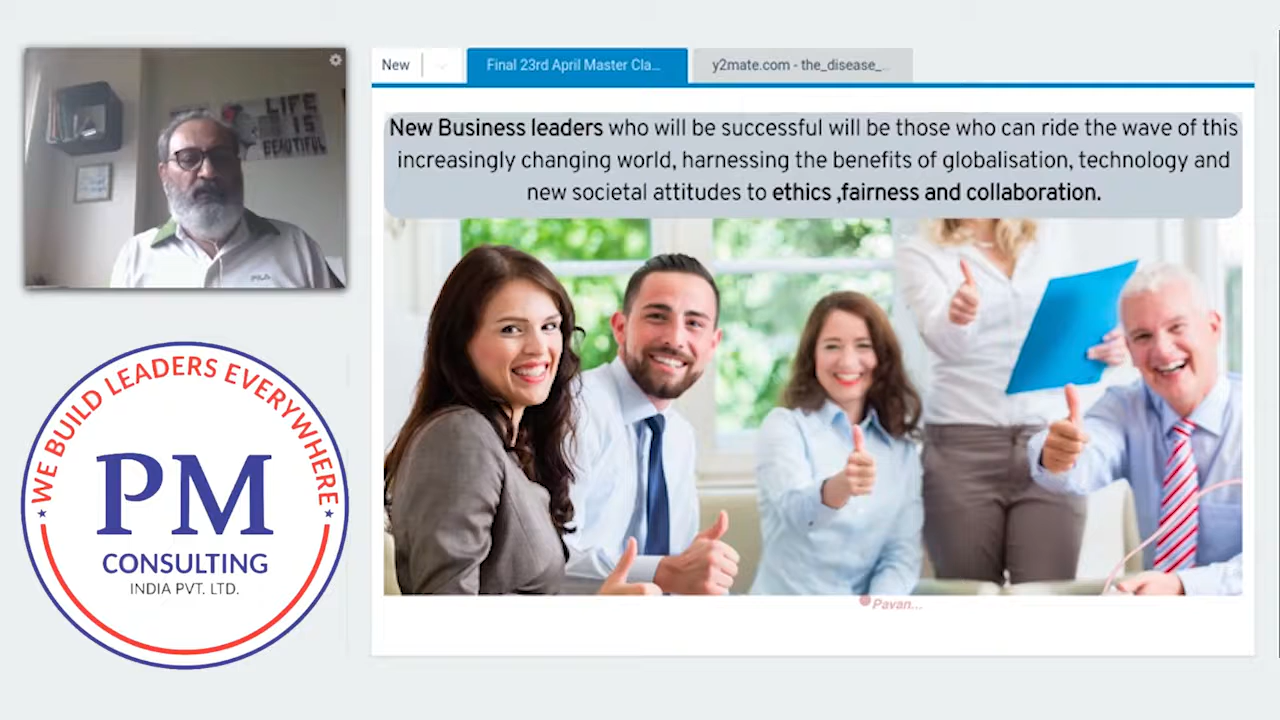 LIFE
IS
BEAUTIFUL
New
Final 23rd April Master Cla...
y2mate.com - the_disease_...
New Business leaders who will be successful will be those who can ride the wave of this
increasingly changing world, harnessing the benefits of globalisation, technology and
new societal attitudes to ethics ,fairness and collaboration.
WE BUILD LEADERS EVERYWHERE
PM
CONSULTING
INDIA PVT. LTD.
Pavan...